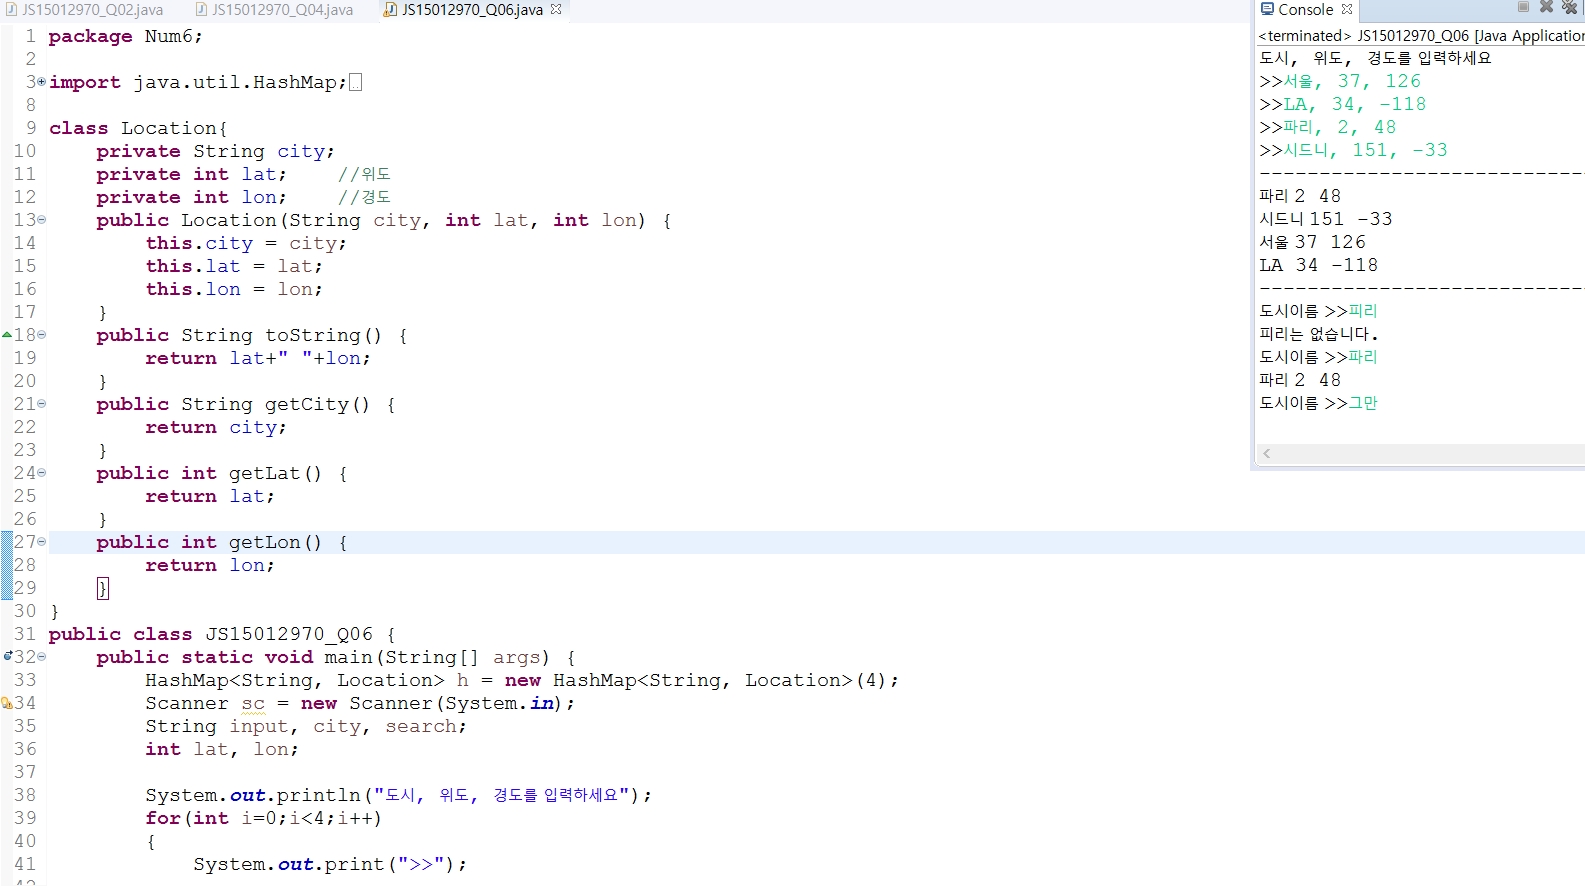 JS15012970_Q02.java JS15012970_Q04.java JS15012970_Q06.java
1 package Num6;
2
3 import java.util.HashMap;
8
9 class Location{
10 private String city;
11 private int lat; //위도
12 private int lon; //경도
13 public Location(String city, int lat, int lon) {
14 this.city = city;
15 this.lat = lat;
16 this.lon = lon;
17 }
18 public String toString() {
19 return lat+" "+lon;
20 }
21 public String getCity() {
22 return city;
23 }
24 public int getLat() {
25 return lat;
26 }
27 public int getLon() {
28 return lon;
29 }
30 }
31 public class JS15012970_Q06 {
32 public static void main(String[] args) {
33 HashMap<String, Location> h = new HashMap<String, Location>(4);
34 Scanner sc = new Scanner(System.in);
35 String input, city, search;
36 int lat, lon;
37
38 System.out.println("도시, 위도, 경도를 입력하세요");
39 for(int i=0;i<4;i++)
40 {
41 System.out.print(">>");
Console
<terminated> JS15012970_Q06 [Java Application
도시, 위도, 경도를 입력하세요
>>서울, 37, 126
>>LA, 34, -118
>>파리, 2, 48
>>시드니, 151, -33
---------------------------
파리 2 48
시드니 151 -33
서울 37 126
LA 34 -118
---------------------------
도시이름 >>피리
피리는 없습니다.
도시이름 >>파리
파리 2 48
도시이름 >>그만